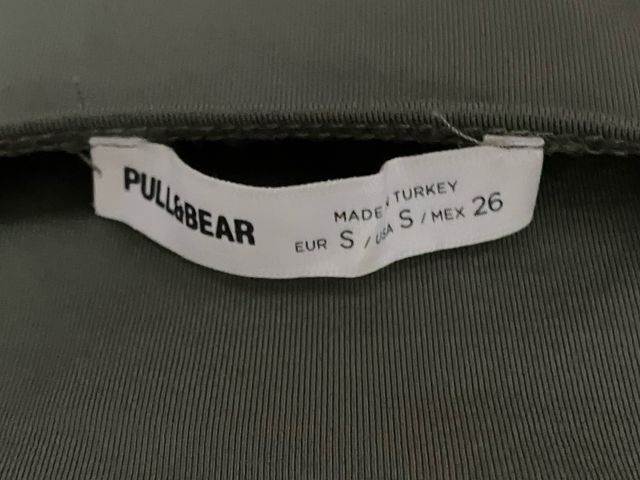 PULL&BEAR
MADE IN TURKEY
EUR S / USA S / MEX 26